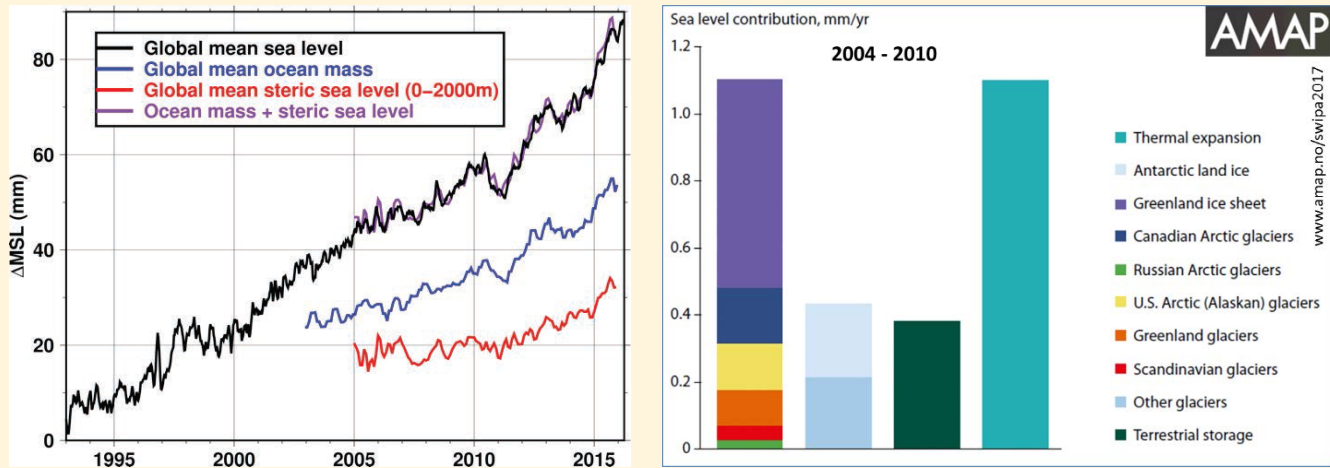 Global mean sea level
Global mean ocean mass
Global mean steric sea level (0−2000m)
Ocean mass + steric sea level
ΔMSL (mm)
80
60
40
20
0
1995
2000
2005
2010
2015
Sea level contribution, mm/yr
2004 - 2010
AMAP
www.amap.no/swipa2017
1.2
1.0
0.8
0.6
0.4
0.2
0
Thermal expansion
Antarctic land ice
Greenland ice sheet
Canadian Arctic glaciers
Russian Arctic glaciers
U.S. Arctic (Alaskan) glaciers
Greenland glaciers
Scandinavian glaciers
Other glaciers
Terrestrial storage